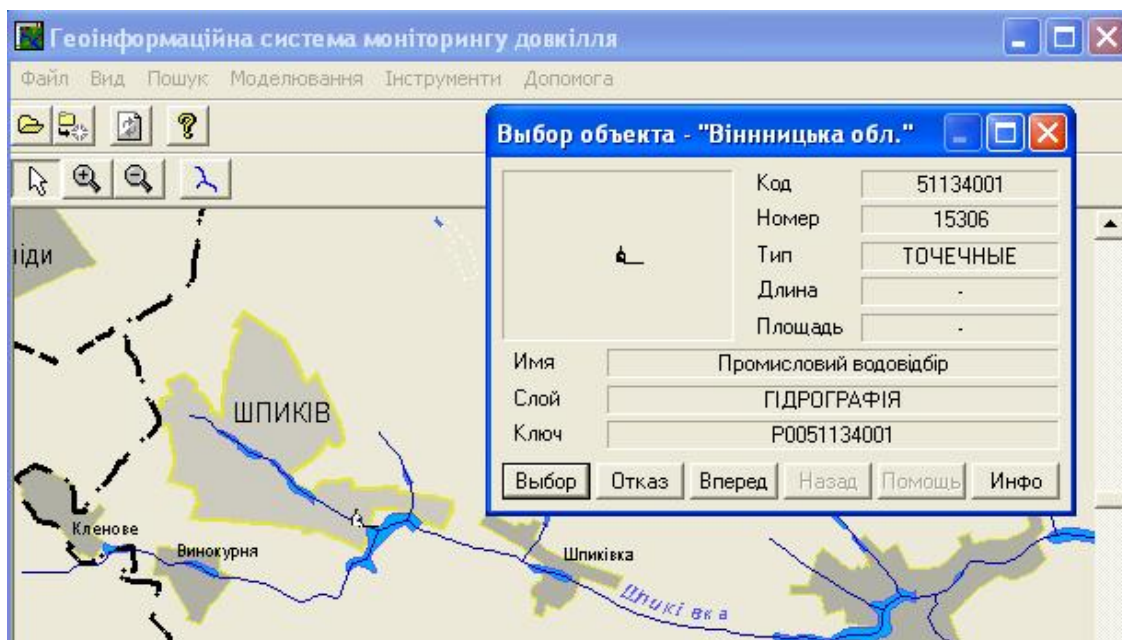 Геоінформаційна система моніторингу довкілля
Файл Вид Пошук Моделювання Інструменти Допомога
Выбор объекта - "Віннницька обл."
Код 51134001
Номер 15306
Тип ТОЧЕЧНЫЕ
Длина -
Площадь -
Имя Промисловий водовідбір
Слой ГІДРОГРАФІЯ
Ключ P0051134001
Выбор Отказ Вперед Назад Помощь Инфо
ШПИКІВ
Кленове
Винокурня
Шпиківка
Шпиківка